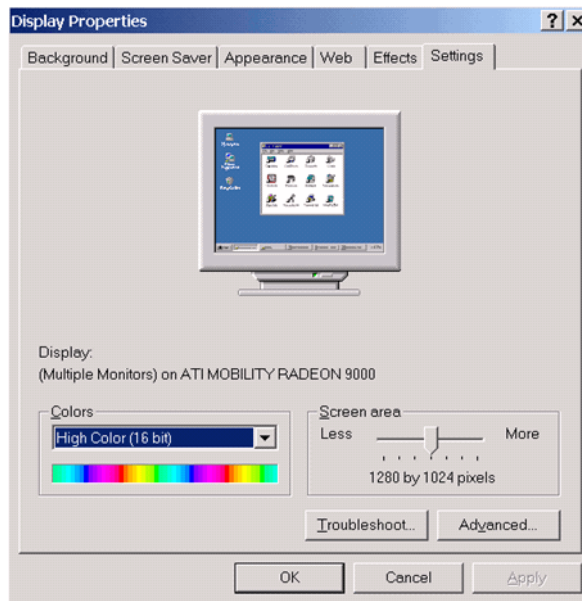 Display Properties
? ×
Background Screen Saver Appearance Web Effects Settings
Display:
(Multiple Monitors) on ATI MOBILITY RADEON 9000
Colors
High Color (16 bit)
Screen area
Less More
1280 by 1024 pixels
Troubleshoot... Advanced...
OK Cancel Apply